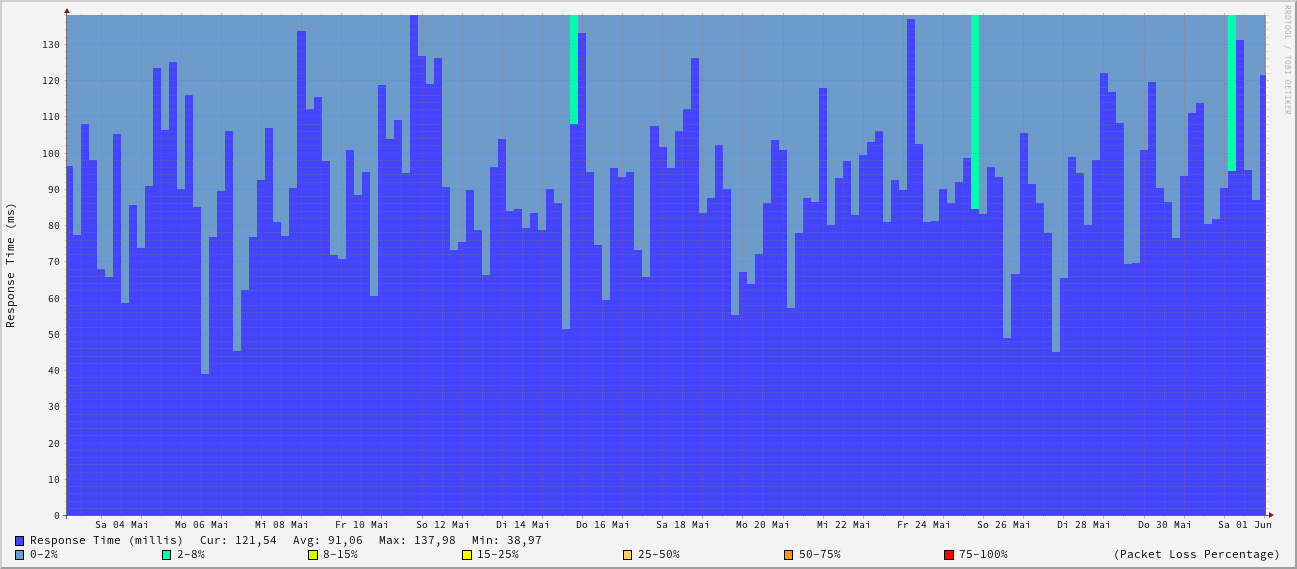 RRDTOOL / TOBI OETIKER
Response Time (ms)
130
120
110
100
90
80
70
60
50
40
30
20
10
0
Sa 04 Mai Mo 06 Mai Mi 08 Mai Fr 10 Mai So 12 Mai Di 14 Mai Do 16 Mai Sa 18 Mai Mo 20 Mai Mi 22 Mai Fr 24 Mai So 26 Mai Di 28 Mai Do 30 Mai Sa 01 Jun
Response Time (millis) Cur: 121,54 Avg: 91,06 Max: 137,98 Min: 38,97
0-2% 2-8% 8-15% 15-25% 25-50% 50-75% 75-100% (Packet Loss Percentage)